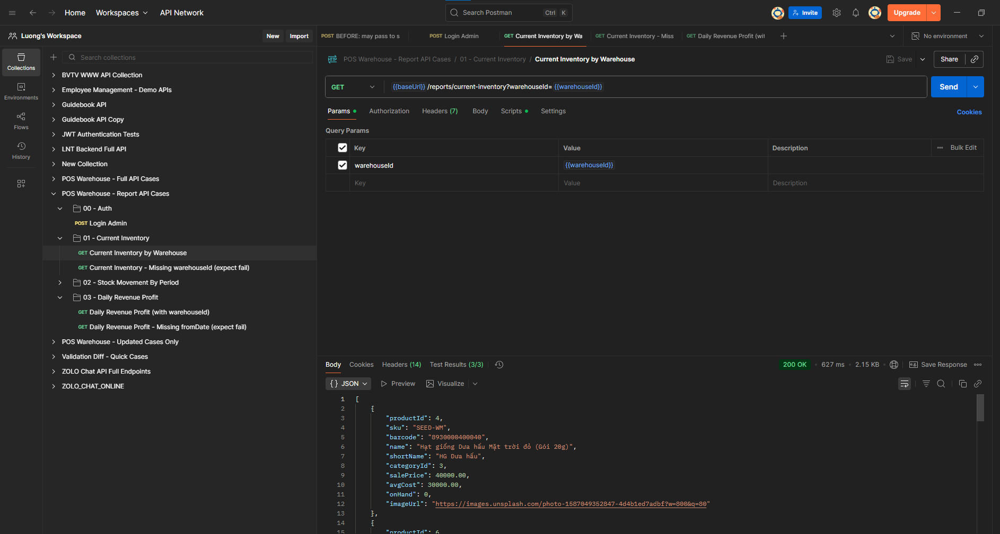 Home
Workspaces
API Network
Search Postman
Ctrl
K
Invite
Upgrade
Luong's Workspace
New
Import
POST BEFORE: may pass to s
POST Login Admin
GET Current Inventory by Wa
GET Current Inventory - Miss
GET Daily Revenue Profit (wit
No environment
Collections
Environments
Flows
History
Search collections
BVTV WWW API Collection
Employee Management - Demo APIs
Guidebook API
Guidebook API Copy
JWT Authentication Tests
LNT Backend Full API
New Collection
POS Warehouse - Full API Cases
POS Warehouse - Report API Cases
00 - Auth
POST Login Admin
01 - Current Inventory
GET Current Inventory by Warehouse
GET Current Inventory - Missing warehouseId (expect fail)
02 - Stock Movement By Period
03 - Daily Revenue Profit
GET Daily Revenue Profit (with warehouseId)
GET Daily Revenue Profit - Missing fromDate (expect fail)
POS Warehouse - Updated Cases Only
Validation Diff - Quick Cases
ZOLO Chat API Full Endpoints
ZOLO_CHAT_ONLINE
HTTP POS Warehouse - Report API Cases / 01 - Current Inventory / Current Inventory by Warehouse
Save
Share
GET
{{baseUrl}} /reports/current-inventory?warehouseId= {{warehouseId}}
Send
Params
Authorization
Headers (7)
Body
Scripts
Settings
Cookies
Query Params
Key
Value
Description
Bulk Edit
warehouseId
{{warehouseId}}
Key
Value
Description
Body
Cookies
Headers (14)
Test Results (3/3)
200 OK
627 ms
2.15 KB
e.g. Save Response
{} JSON
Preview
Visualize
1 [
2 {
3 "productId": 4,
4 "sku": "SEED-WM",
5 "barcode": "8930000400040",
6 "name": "Hạt giống Dưa hấu Mặt trời đỏ (Gói 20g)",
7 "shortName": "HG Dưa hấu",
8 "categoryId": 3,
9 "salePrice": 40000.00,
10 "avgCost": 30000.00,
11 "onHand": 0,
12 "imageUrl": "https://images.unsplash.com/photo-1587049352847-4d4b1ed7adbf?w=800&q=80"
13 },
14 {
15 "productId": 6,